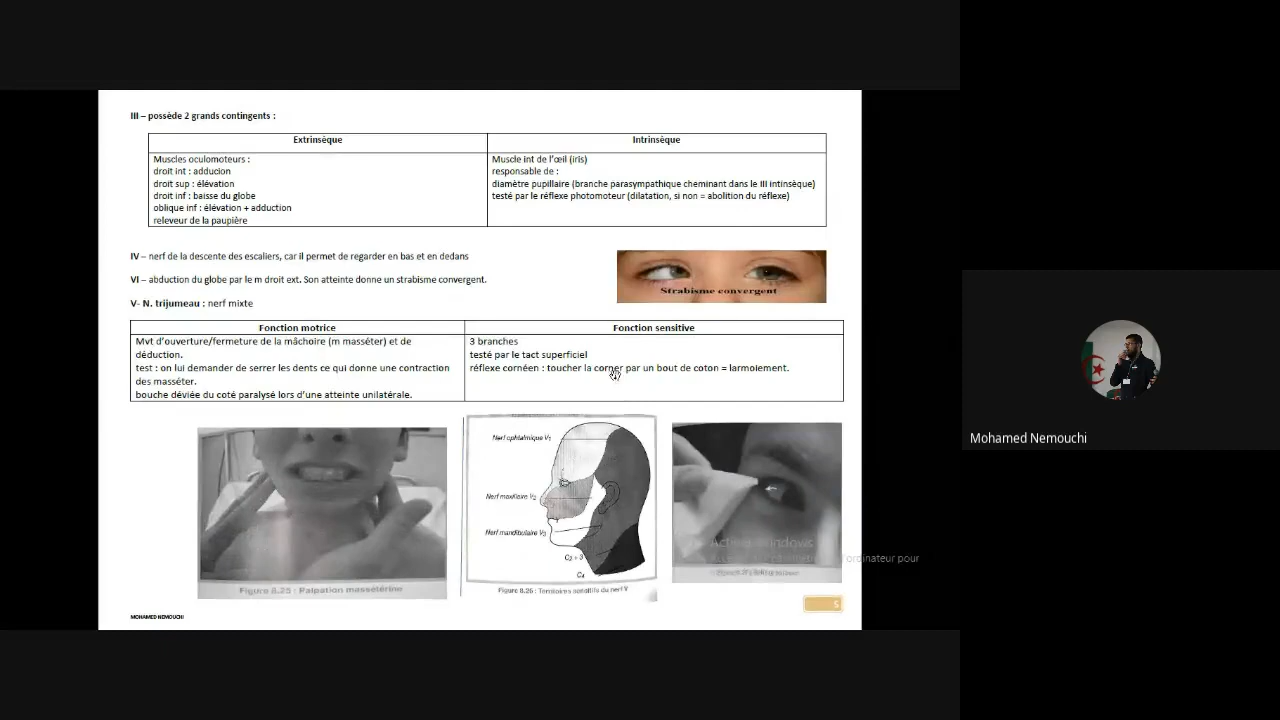 III – possède 2 grands contingents :
Extrinsèque
Intrinsèque
Muscles oculomoteurs :
droit int : adducion
droit sup : élévation
droit inf : baisse du globe
oblique inf : élévation + adduction
releveur de la paupière
Muscle int de l'œil (iris)
responsable de :
diamètre pupillaire (branche parasympathique cheminant dans le III intinsèque)
testé par le réflexe photomoteur (dilatation, si non = abolition du réflexe)
IV – nerf de la descente des escaliers, car il permet de regarder en bas et en dedans
VI – abduction du globe par le m droit ext. Son atteinte donne un strabisme convergent.
Strabisme convergent
V- N. trijumeau : nerf mixte
Fonction motrice
Fonction sensitive
Mvt d'ouverture/fermeture de la mâchoire (m masséter) et de
déduction.
test : on lui demander de serrer les dents ce qui donne une contraction
des masséter.
bouche déviée du coté paralysé lors d'une atteinte unilatérale.
3 branches
testé par le tact superficiel
réflexe cornéen : toucher la corner par un bout de coton = larmoiement.
Nerf ophtalmique V1
Nerf maxillaire V2
Nerf mandibulaire V3
C2 + 3
C4
Figure 8.25 : Palpation massétérine
Figure 8.26 : Territoires sensitifs du nerf V
Activer Windows
l'ordinateur pour
5
MOHAMED NEMOUCHI
Mohamed Nemouchi